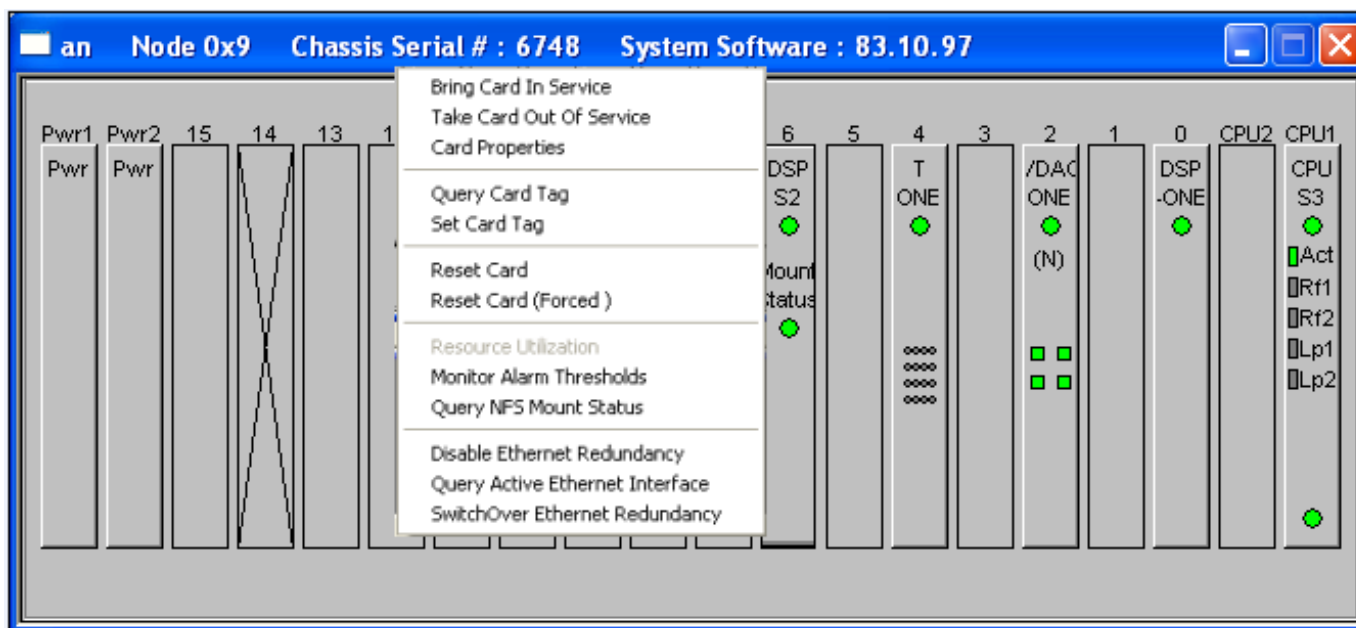 an Node 0x9 Chassis Serial # : 6748 System Software : 83.10.97
Bring Card In Service
Take Card Out Of Service
Card Properties
Query Card Tag
Set Card Tag
Reset Card
Reset Card (Forced )
Resource Utilization
Monitor Alarm Thresholds
Query NFS Mount Status
Disable Ethernet Redundancy
Query Active Ethernet Interface
SwitchOver Ethernet Redundancy
Pwr1 Pwr2 15 14 13 1 6 5 4 3 2 1 0 CPU2 CPU1
Pwr Pwr DSP T /DAC DSP CPU
S2 ONE ONE -ONE S3
(N) Act
Mount Rf1
Status Rf2
Lp1
Lp2